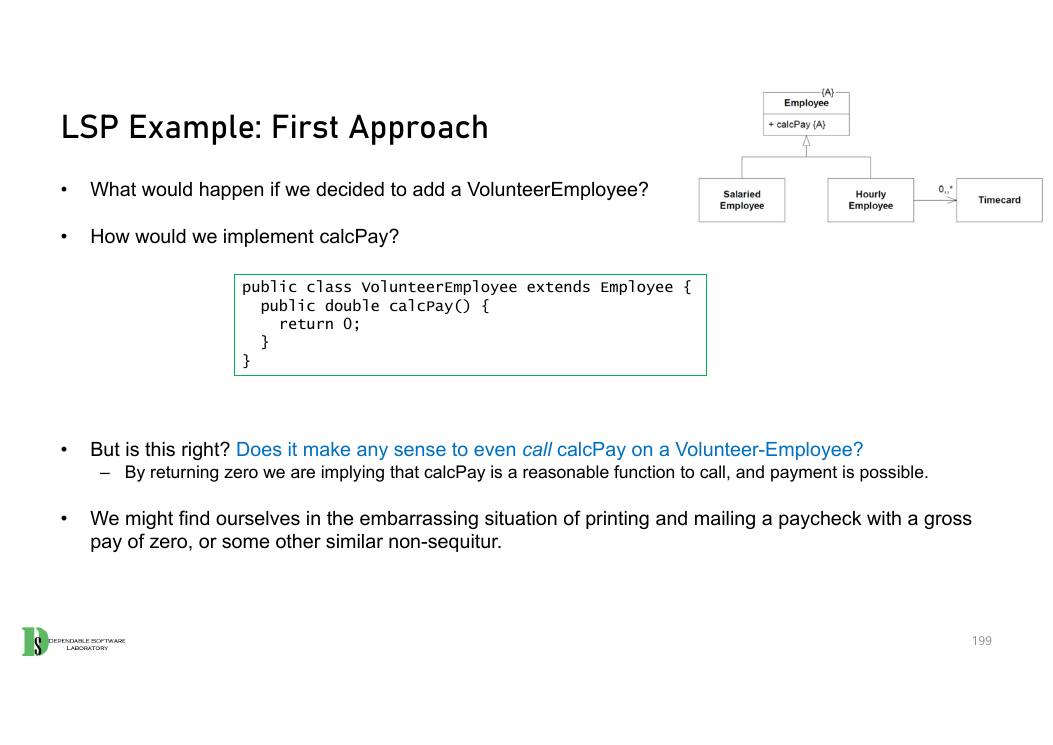 LSP Example: First Approach
{A}
Employee
+ calcPay {A}
Salaried
Employee
Hourly
Employee
0,,*
Timecard
• What would happen if we decided to add a VolunteerEmployee?
• How would we implement calcPay?
public class VolunteerEmployee extends Employee {
  public double calcPay() {
    return 0;
  }
}
• But is this right? Does it make any sense to even call calcPay on a Volunteer-Employee?
– By returning zero we are implying that calcPay is a reasonable function to call, and payment is possible.
• We might find ourselves in the embarrassing situation of printing and mailing a paycheck with a gross
pay of zero, or some other similar non-sequitur.
DS
DEPENDABLE SOFTWARE
LABORATORY
199